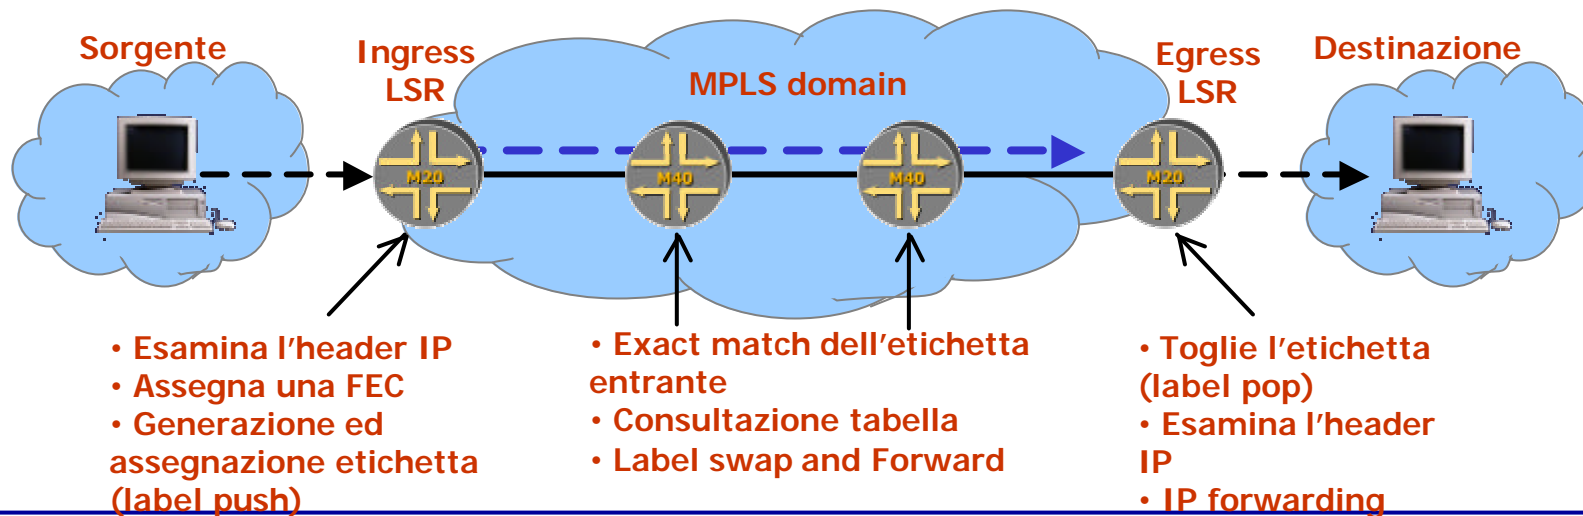 Sorgente
Ingress
LSR
MPLS domain
Egress
LSR
Destinazione
M20
M40
M40
M20
• Esamina l'header IP
• Assegna una FEC
• Generazione ed
assegnazione etichetta
(label push)
• Exact match dell'etichetta
entrante
• Consultazione tabella
• Label swap and Forward
• Toglie l'etichetta
(label pop)
• Esamina l'header
IP
• IP forwarding